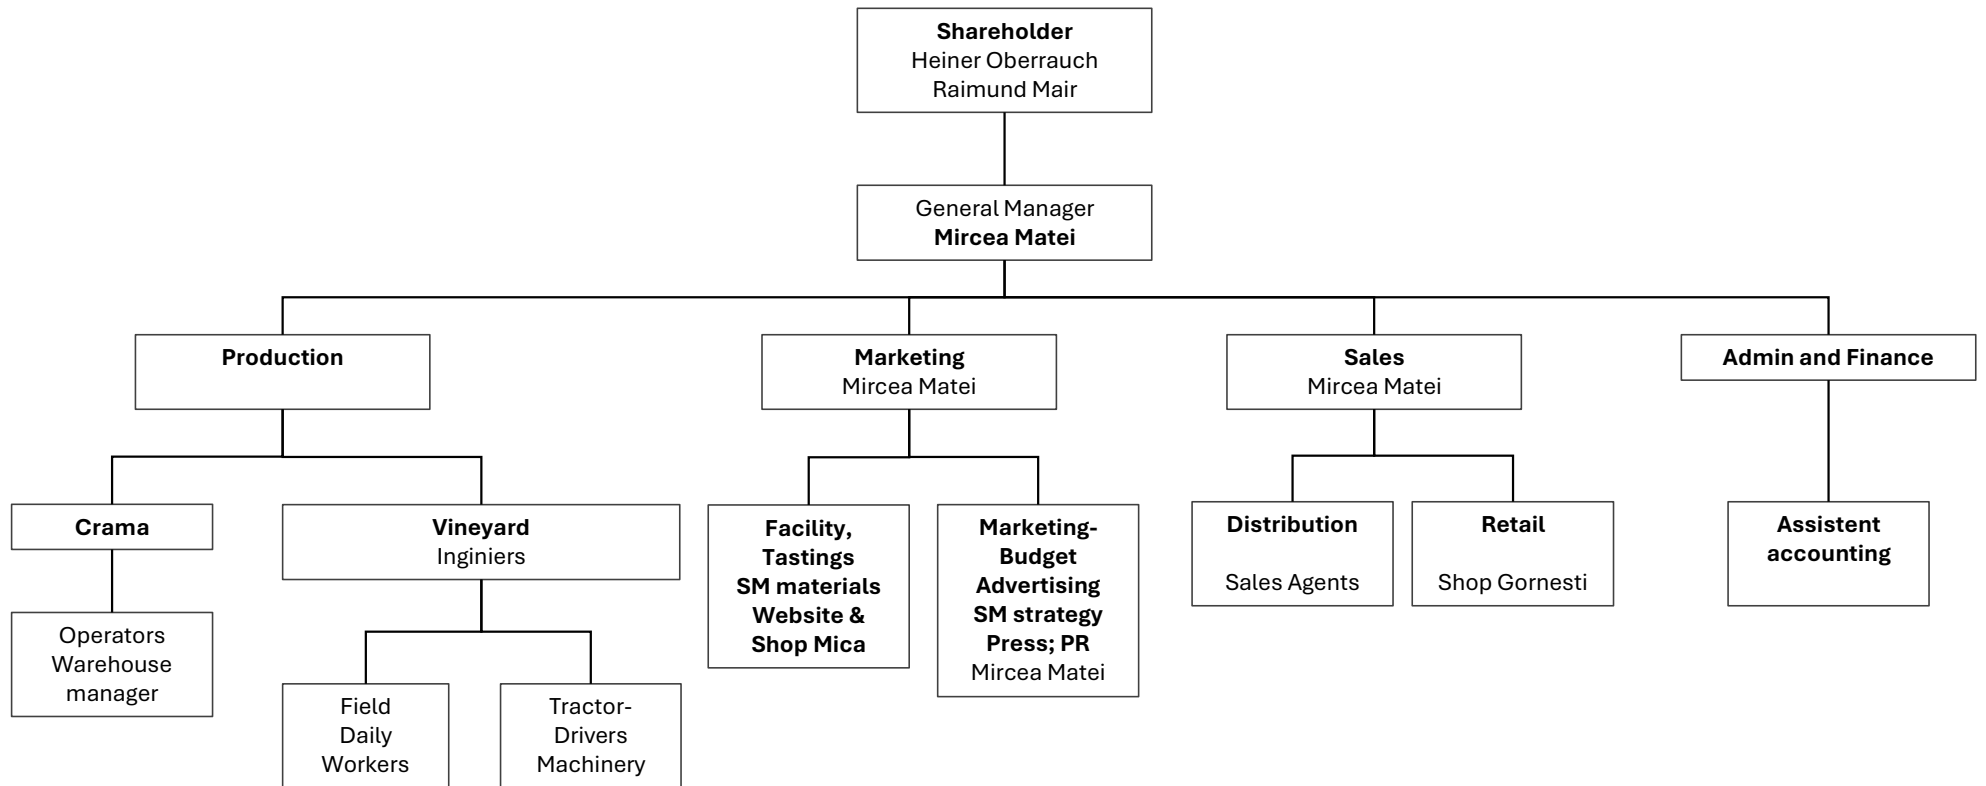 Shareholder
Heiner Oberrauch
Raimund Mair
General Manager
Mircea Matei
Production
Marketing
Mircea Matei
Sales
Mircea Matei
Admin and Finance
Crama
Vineyard
Inginiers
Facility,
Tastings
SM materials
Website &
Shop Mica
Marketing-
Budget
Advertising
SM strategy
Press; PR
Mircea Matei
Distribution
Sales Agents
Retail
Shop Gornesti
Assistent
accounting
Operators
Warehouse
manager
Field
Daily
Workers
Tractor-
Drivers
Machinery